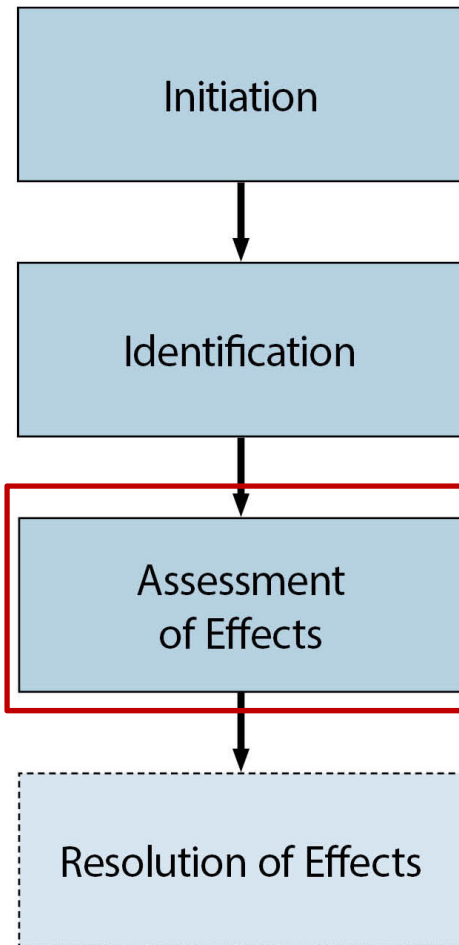 Initiation
Identification
Assessment
of Effects
Resolution of Effects